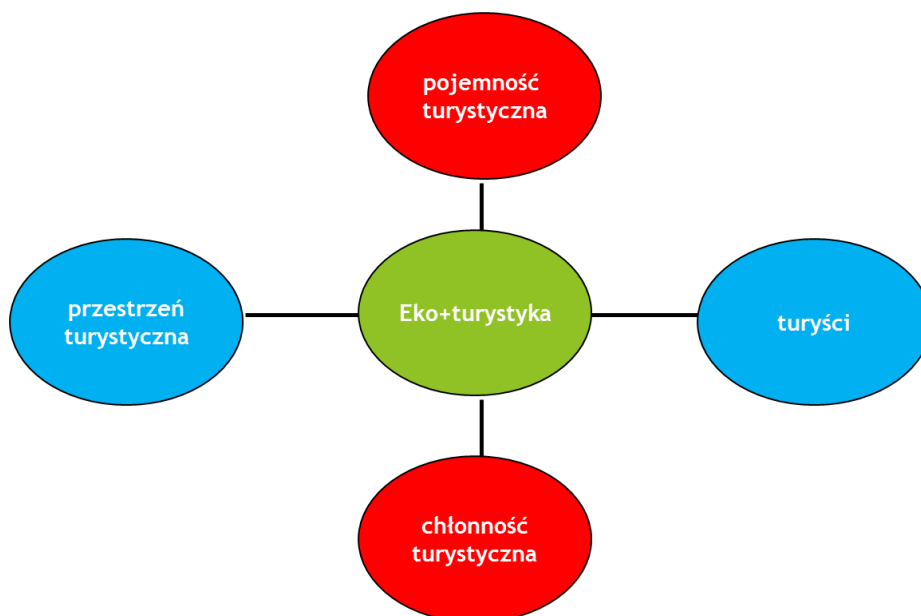 pojemność
turystyczna
przestrzeń
turystyczna
Eko+turystyka
turyści
chłonność
turystyczna